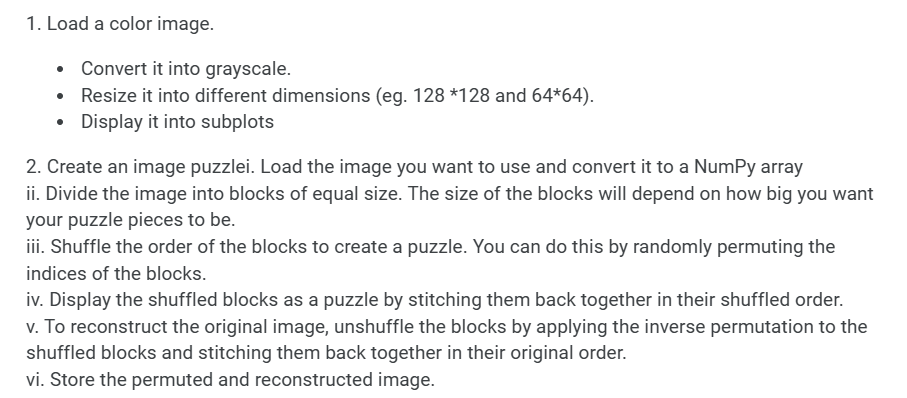 1. Load a color image.
• Convert it into grayscale.
• Resize it into different dimensions (eg. 128 *128 and 64*64).
• Display it into subplots
2. Create an image puzzlei. Load the image you want to use and convert it to a NumPy array
ii. Divide the image into blocks of equal size. The size of the blocks will depend on how big you want
your puzzle pieces to be.
iii. Shuffle the order of the blocks to create a puzzle. You can do this by randomly permuting the
indices of the blocks.
iv. Display the shuffled blocks as a puzzle by stitching them back together in their shuffled order.
v. To reconstruct the original image, unshuffle the blocks by applying the inverse permutation to the
shuffled blocks and stitching them back together in their original order.
vi. Store the permuted and reconstructed image.